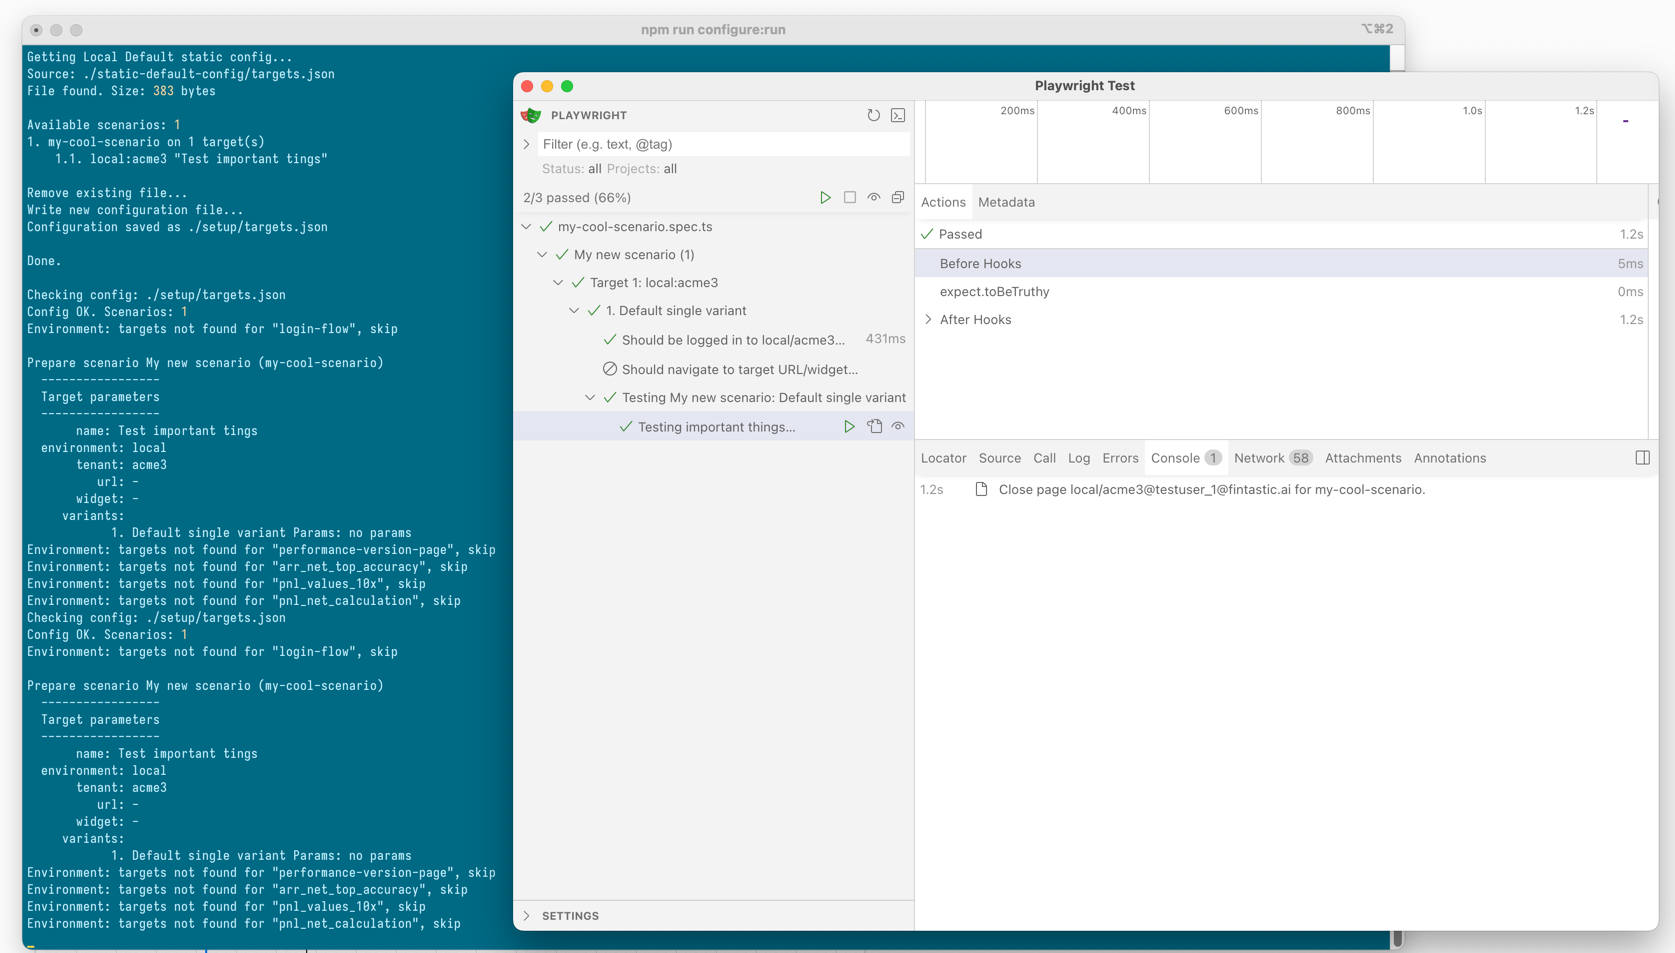 npm run configure:run
⌥⌘2
Getting Local Default static config...
Source: ./static-default-config/targets.json
File found. Size: 383 bytes
Available scenarios: 1
1. my-cool-scenario on 1 target(s)
1.1. local:acme3 "Test important tings"
Remove existing file...
Write new configuration file...
Configuration saved as ./setup/targets.json
Done.
Checking config: ./setup/targets.json
Config OK. Scenarios: 1
Environment: targets not found for "login-flow", skip
Prepare scenario My new scenario (my-cool-scenario)
-----------------
Target parameters
-----------------
name: Test important tings
environment: local
tenant: acme3
url: -
widget: -
variants:
1. Default single variant Params: no params
Environment: targets not found for "performance-version-page", skip
Environment: targets not found for "arr_net_top_accuracy", skip
Environment: targets not found for "pnl_values_10x", skip
Environment: targets not found for "pnl_net_calculation", skip
Checking config: ./setup/targets.json
Config OK. Scenarios: 1
Environment: targets not found for "login-flow", skip
Prepare scenario My new scenario (my-cool-scenario)
-----------------
Target parameters
-----------------
name: Test important tings
environment: local
tenant: acme3
url: -
widget: -
variants:
1. Default single variant Params: no params
Environment: targets not found for "performance-version-page", skip
Environment: targets not found for "arr_net_top_accuracy", skip
Environment: targets not found for "pnl_values_10x", skip
Environment: targets not found for "pnl_net_calculation", skip
Playwright Test
PLAYWRIGHT
Filter (e.g. text, @tag)
Status: all Projects: all
2/3 passed (66%)
my-cool-scenario.spec.ts
My new scenario (1)
Target 1: local:acme3
1. Default single variant
Should be logged in to local/acme3... 431ms
Should navigate to target URL/widget...
Testing My new scenario: Default single variant
Testing important things...
SETTINGS
200ms 400ms 600ms 800ms 1.0s 1.2s
Actions Metadata
Passed 1.2s
Before Hooks 5ms
expect.toBeTruthy 0ms
After Hooks 1.2s
Locator Source Call Log Errors Console 1 Network 58 Attachments Annotations
1.2s Close page local/acme3@testuser_1@fintastic.ai for my-cool-scenario.